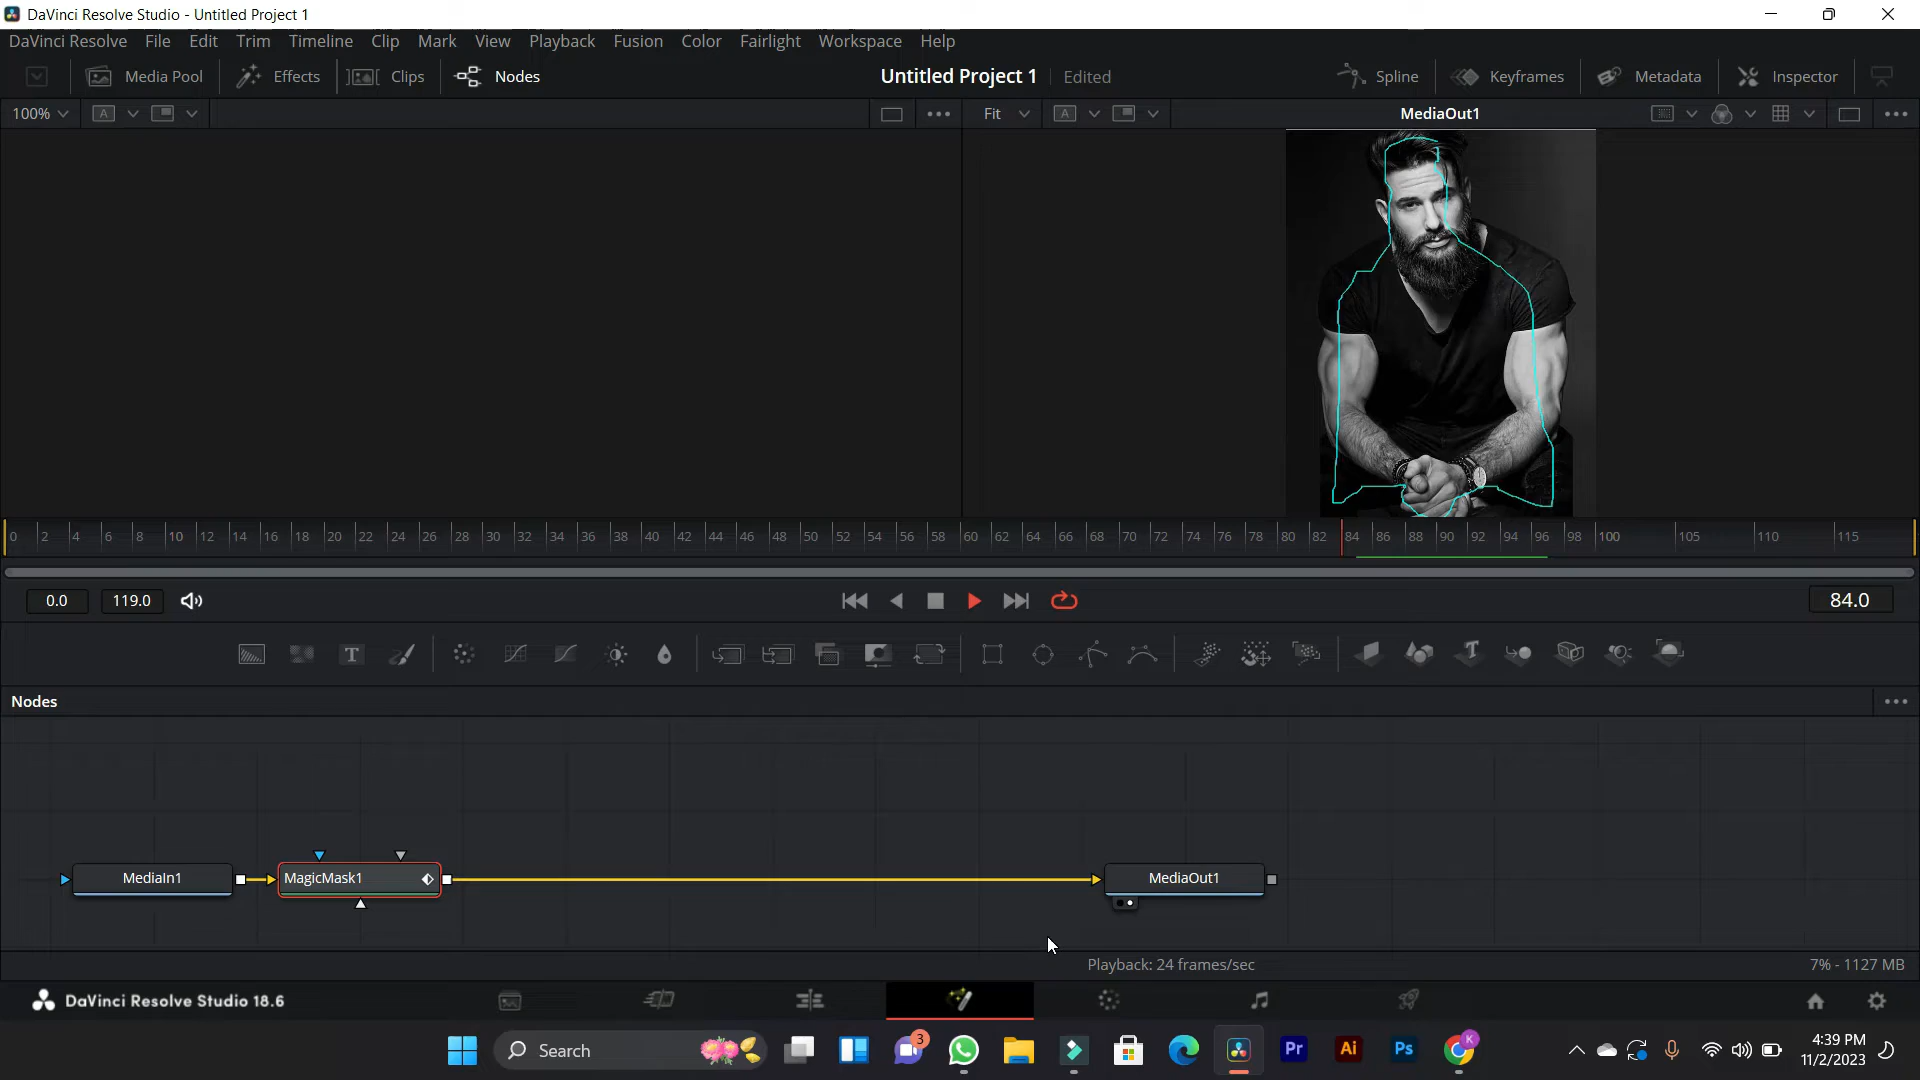 DaVinci Resolve Studio - Untitled Project 1
DaVinci Resolve File Edit Trim Timeline Clip Mark View Playback Fusion Color Fairlight Workspace Help
Media Pool Effects Clips Nodes Untitled Project 1 Edited Spline Keyframes Metadata Inspector
100% A Fit A MediaOut1
0 2 4 6 8 10 12 14 16 18 20 22 24 26 28 30 32 34 36 38 40 42 44 46 48 50 52 54 56 58 60 62 64 66 68 70 72 74 76 78 80 82 84 86 88 90 92 94 96 98 100 105 110 115
0.0 119.0 84.0
T T
Nodes
MediaIn1 MagicMask1 MediaOut1
Playback: 24 frames/sec 7% - 1127 MB
DaVinci Resolve Studio 18.6
Search 3 Pr Ai Ps K 4:39 PM
11/2/2023